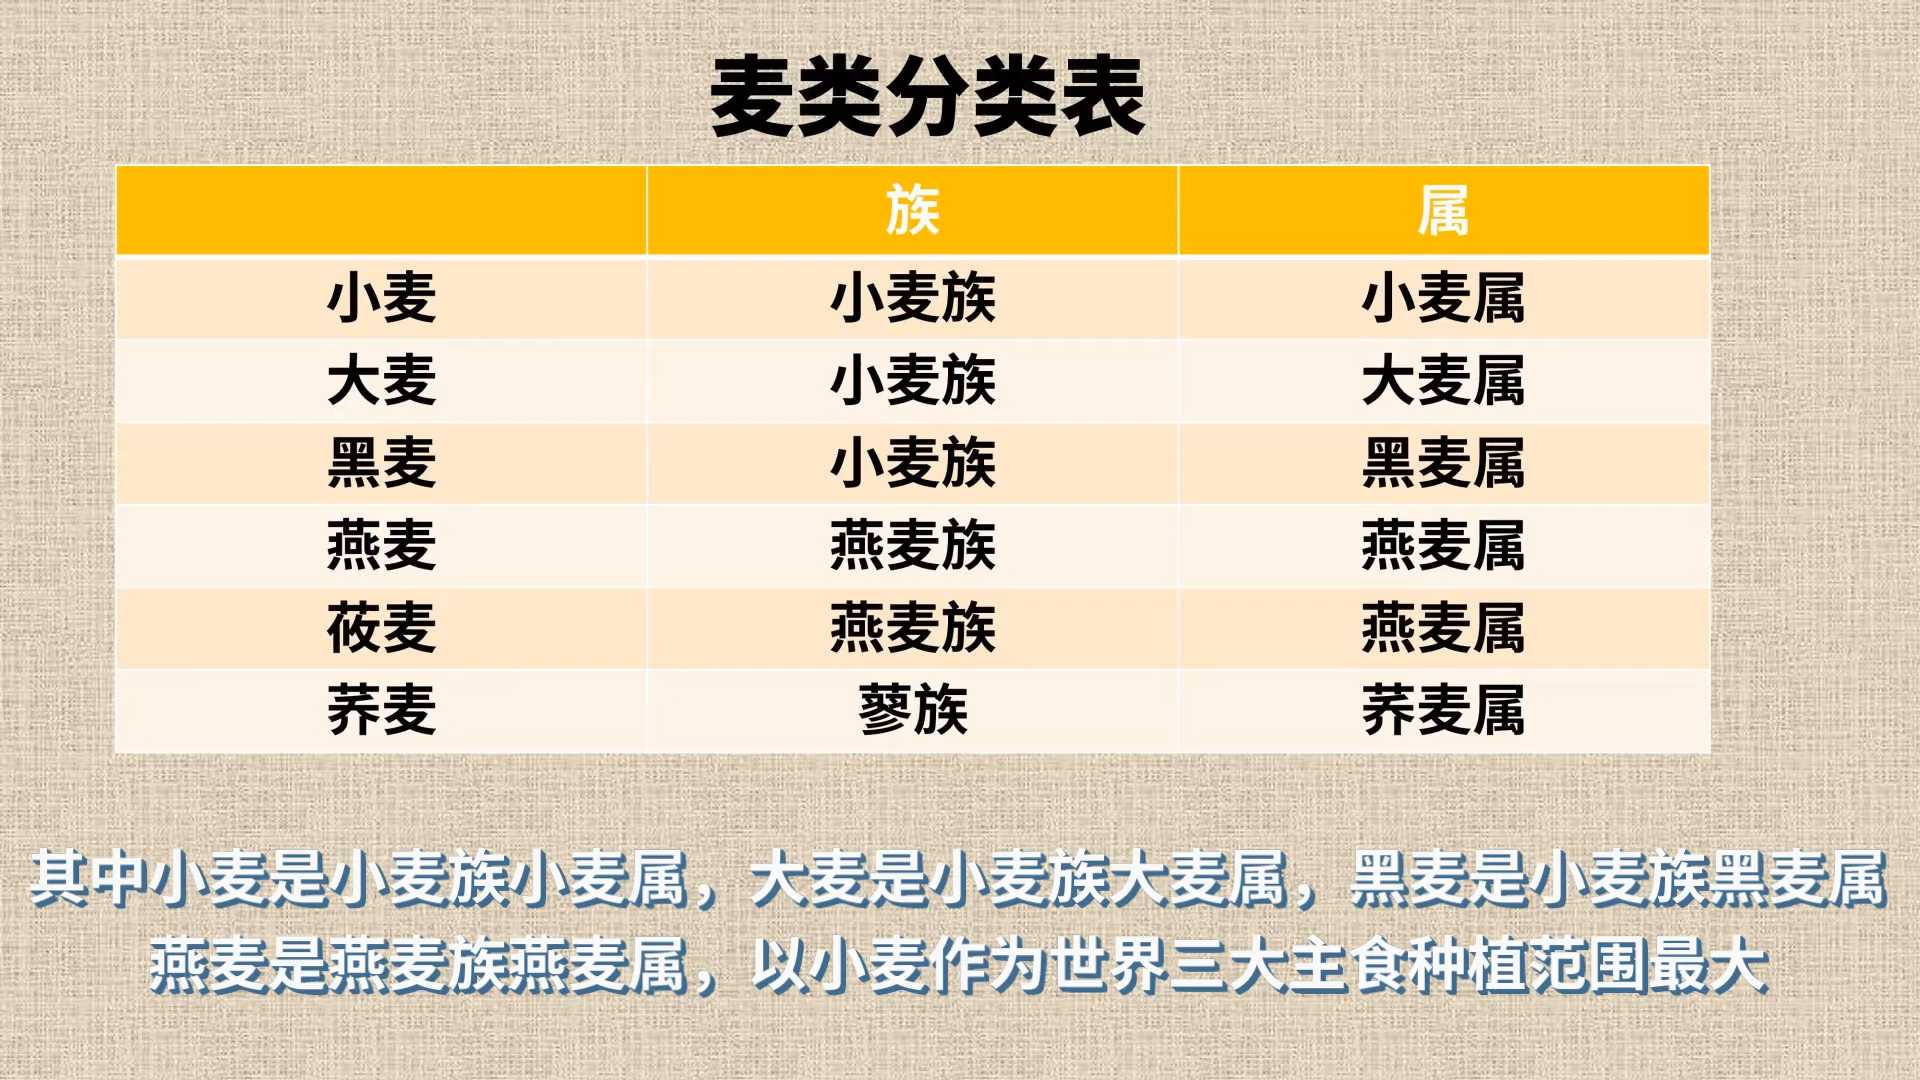 麦类分类表
族 属
小麦 小麦族 小麦属
大麦 小麦族 大麦属
黑麦 小麦族 黑麦属
燕麦 燕麦族 燕麦属
莜麦 燕麦族 燕麦属
荞麦 蓼族 荞麦属
其中小麦是小麦族小麦属，大麦是小麦族大麦属，黑麦是小麦族黑麦属
燕麦是燕麦族燕麦属，以小麦作为世界三大主食种植范围最大